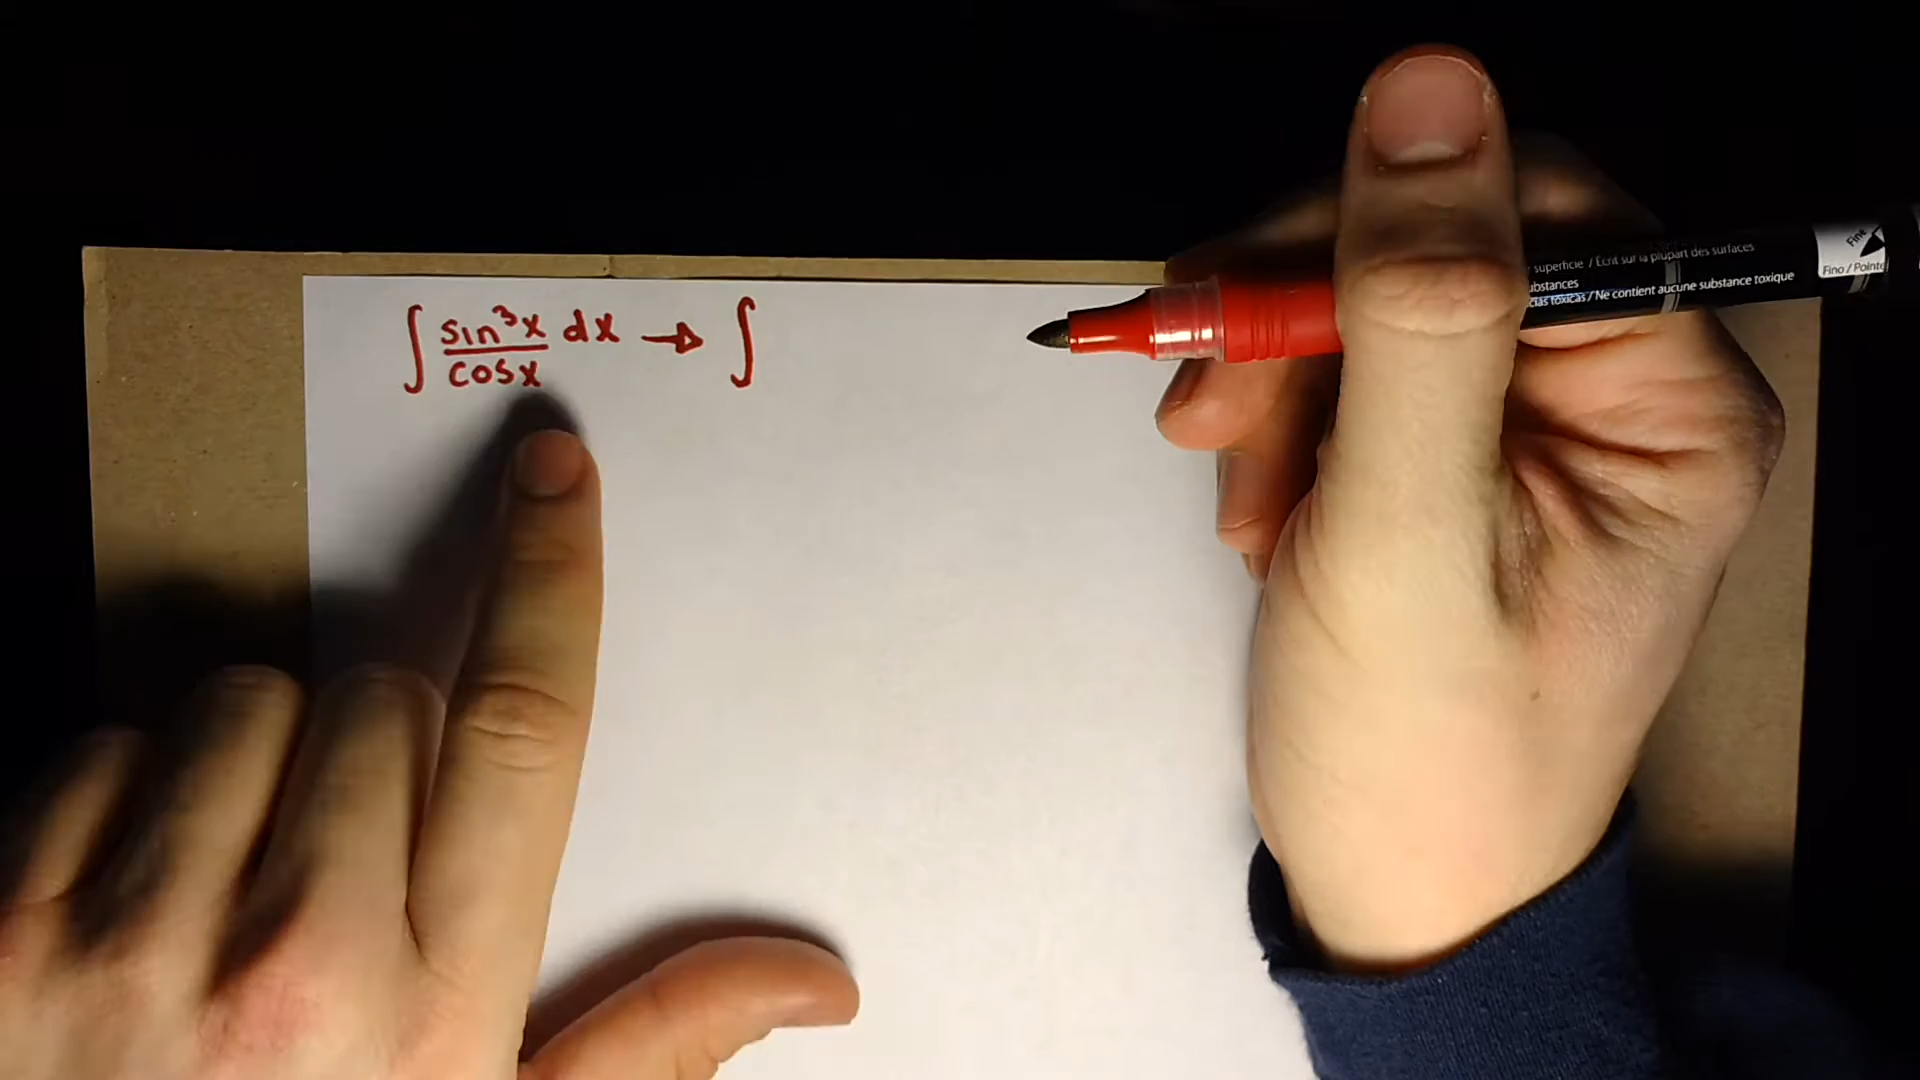 ∫ sin³x/cosx dx → ∫
superficie / Écrit sur la plupart des surfaces
ubstances
cias tóxicas / Ne contient aucune substance toxique
Fine
Fino / Pointe